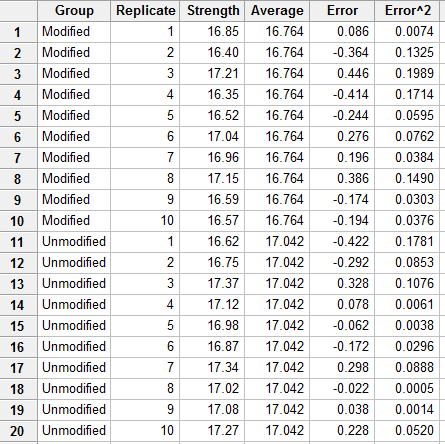 Group Replicate Strength Average Error Error^2
1 Modified 1 16.85 16.764 0.086 0.0074
2 Modified 2 16.40 16.764 -0.364 0.1325
3 Modified 3 17.21 16.764 0.446 0.1989
4 Modified 4 16.35 16.764 -0.414 0.1714
5 Modified 5 16.52 16.764 -0.244 0.0595
6 Modified 6 17.04 16.764 0.276 0.0762
7 Modified 7 16.96 16.764 0.196 0.0384
8 Modified 8 17.15 16.764 0.386 0.1490
9 Modified 9 16.59 16.764 -0.174 0.0303
10 Modified 10 16.57 16.764 -0.194 0.0376
11 Unmodified 1 16.62 17.042 -0.422 0.1781
12 Unmodified 2 16.75 17.042 -0.292 0.0853
13 Unmodified 3 17.37 17.042 0.328 0.1076
14 Unmodified 4 17.12 17.042 0.078 0.0061
15 Unmodified 5 16.98 17.042 -0.062 0.0038
16 Unmodified 6 16.87 17.042 -0.172 0.0296
17 Unmodified 7 17.34 17.042 0.298 0.0888
18 Unmodified 8 17.02 17.042 -0.022 0.0005
19 Unmodified 9 17.08 17.042 0.038 0.0014
20 Unmodified 10 17.27 17.042 0.228 0.0520